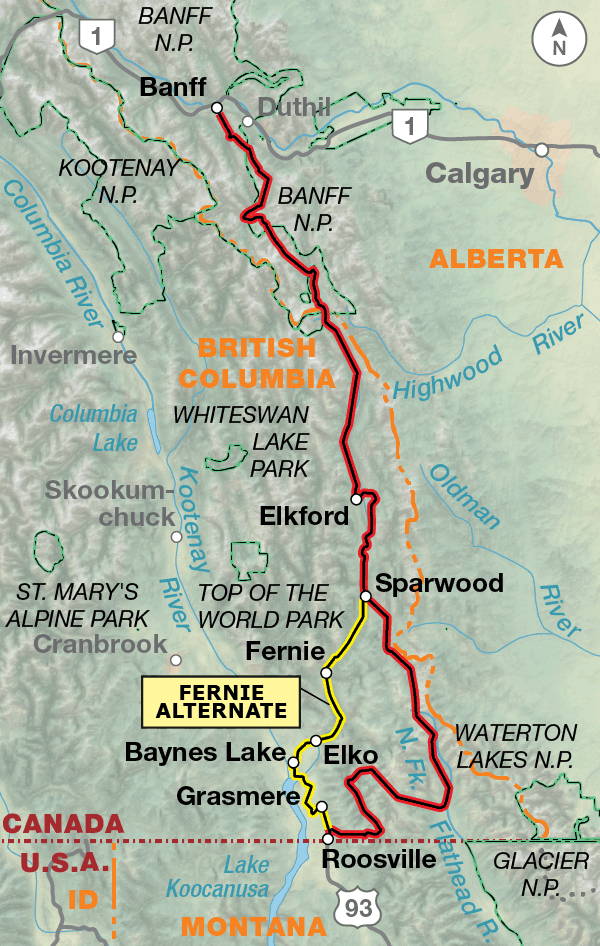 BANFF
N.P.
1
N
Banff
Duthil
1
Calgary
KOOTENAY
N.P.
BANFF
N.P.
Columbia River
ALBERTA
Invermere
BRITISH
COLUMBIA
Highwood River
Columbia
Lake
WHITESWAN
LAKE
PARK
Skookum-
chuck
Elkford
Kootenay River
Oldman River
Sparwood
ST. MARY'S
ALPINE PARK
TOP OF THE
WORLD PARK
Cranbrook
Fernie
FERNIE
ALTERNATE
Baynes Lake
Elko
N. Fk. Flathead R.
WATERTON
LAKES N.P.
Grasmere
CANADA
U.S.A.
ID
Roosville
Lake
Koocanusa
GLACIER
N.P.
93
MONTANA